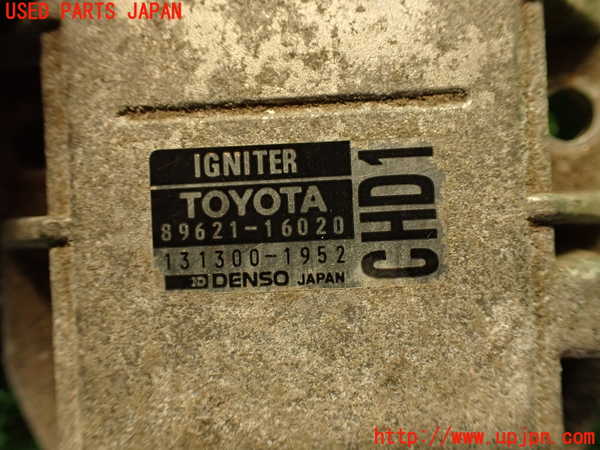 USED PARTS JAPAN
IGNITER
TOYOTA
89621-16020
131300-1952
DENSO JAPAN
CHD1
http://www.upjpn.com